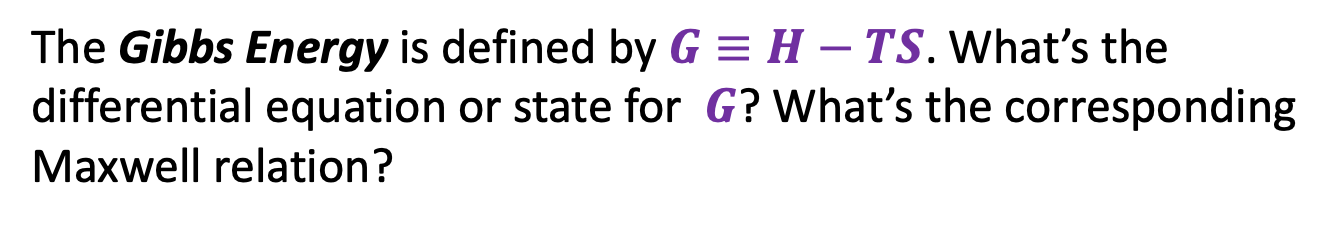 The Gibbs Energy is defined by G ≡ H − TS. What’s the
differential equation or state for G? What’s the corresponding
Maxwell relation?